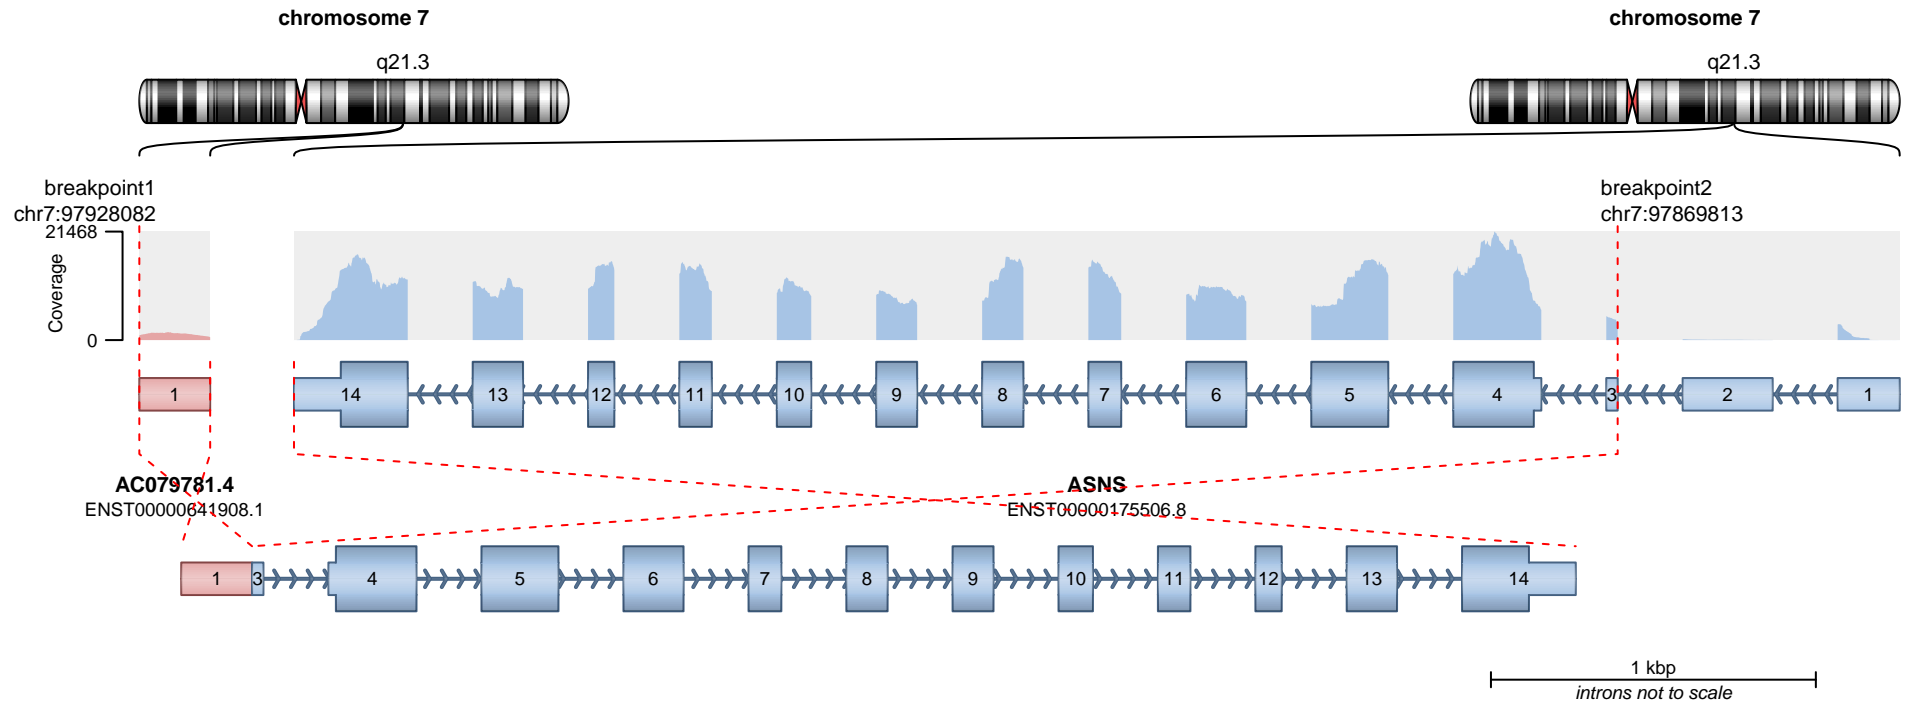 chromosome 7
chromosome 7
q21.3
q21.3
breakpoint1
chr7:97928082
breakpoint2
chr7:97869813
21468
Coverage
0
1
14
13
12
11
10
9
8
7
6
5
4
3
2
1
AC079781.4
ENST00000641908.1
ASNS
ENST00000175506.8
1
3
4
5
6
7
8
9
10
11
12
13
14
1 kbp
introns not to scale